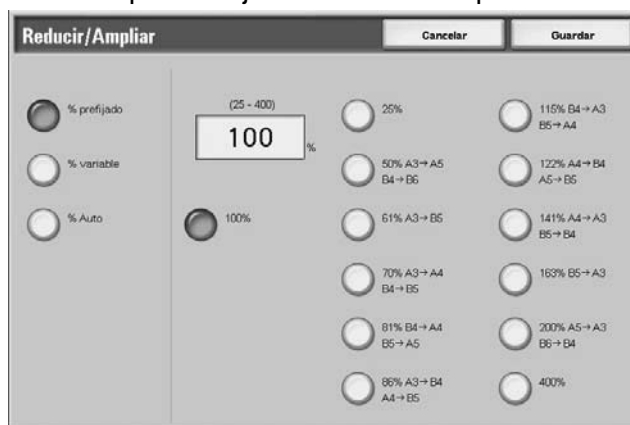 Reducir/Ampliar
Cancelar
Guardar
% prefijado
% variable
% Auto
(25 - 400)
100 %
100%
25%
50% A3→A5
B4→B6
61% A3→B5
70% A3→A4
B4→B5
81% B4→A4
B5→A5
86% A3→B4
A4→B5
115% B4→A3
B5→A4
122% A4→B4
A5→B5
141% A4→A3
B5→B4
163% B5→A3
200% A5→A3
B6→B4
400%